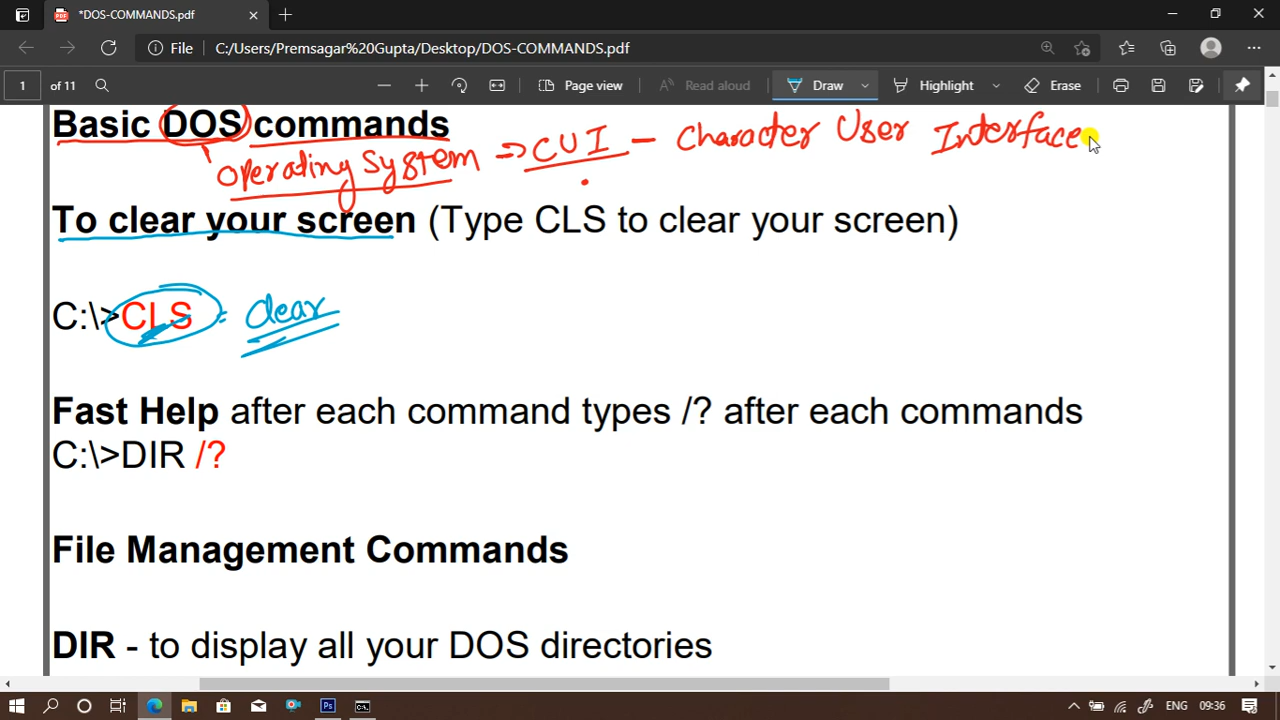 *DOS-COMMANDS.pdf
File C:/Users/Premsagar%20Gupta/Desktop/DOS-COMMANDS.pdf
1 of 11 Page view Read aloud Draw Highlight Erase
Basic DOS commands
Operating System => CUI - Character User Interface
To clear your screen (Type CLS to clear your screen)
C:\>CLS = clear
Fast Help after each command types /? after each commands
C:\>DIR /?
File Management Commands
DIR - to display all your DOS directories
ENG 09:36